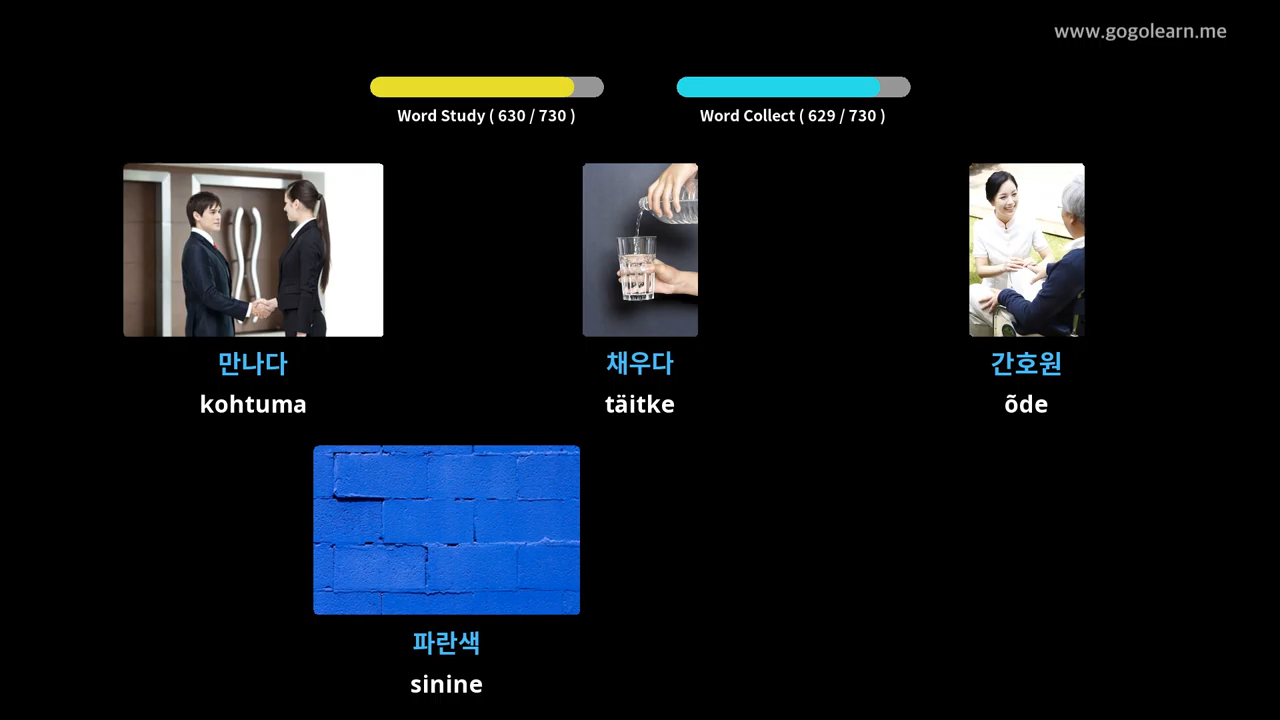 www.gogolearn.me
Word Study ( 630 / 730 )
Word Collect ( 629 / 730 )
만나다
kohtuma
채우다
täitke
간호원
õde
파란색
sinine